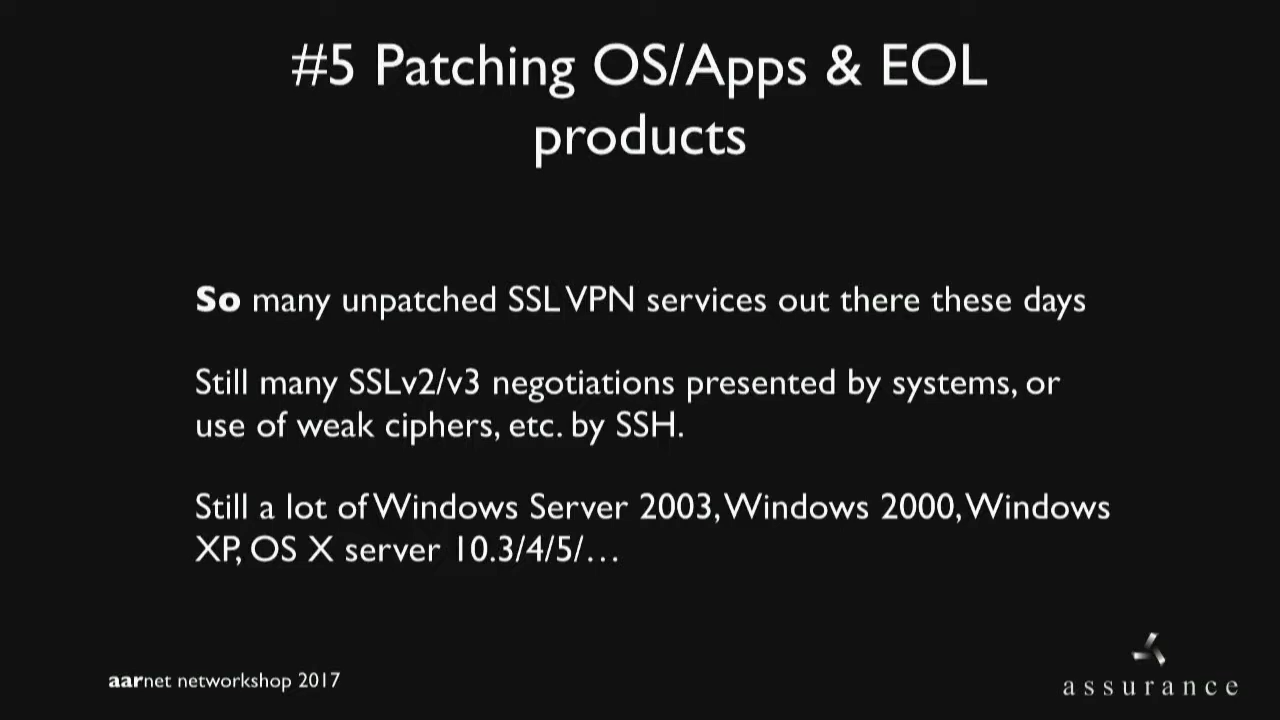 #5 Patching OS/Apps & EOL
products
So many unpatched SSL VPN services out there these days
Still many SSLv2/v3 negotiations presented by systems, or
use of weak ciphers, etc. by SSH.
Still a lot of Windows Server 2003, Windows 2000, Windows
XP, OS X server 10.3/4/5/…
aarnet networkshop 2017
assurance